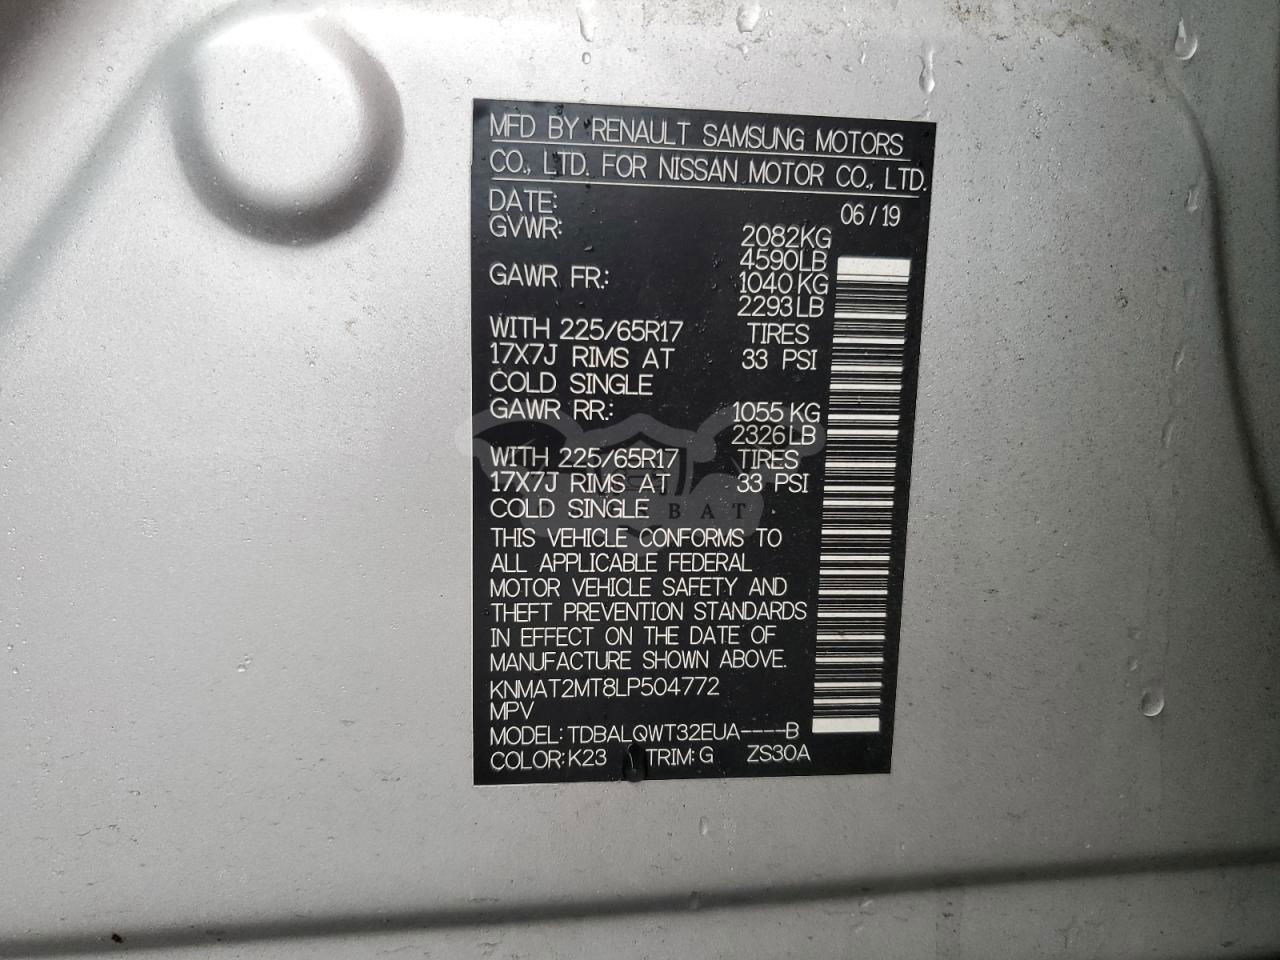 MFD BY RENAULT SAMSUNG MOTORS
CO., LTD. FOR NISSAN MOTOR CO., LTD.
DATE: 06/19
GVWR: 2082KG
4590LB
GAWR FR.: 1040KG
2293LB
WITH 225/65R17 TIRES
17X7J RIMS AT 33 PSI
COLD SINGLE
GAWR RR.: 1055KG
2326LB
WITH 225/65R17 TIRES
17X7J RIMS AT 33 PSI
COLD SINGLE
THIS VEHICLE CONFORMS TO
ALL APPLICABLE FEDERAL
MOTOR VEHICLE SAFETY AND
THEFT PREVENTION STANDARDS
IN EFFECT ON THE DATE OF
MANUFACTURE SHOWN ABOVE.
KNMAT2MT8LP504772
MPV
MODEL: TDBALQWT32EUA----B
COLOR: K23 TRIM: G ZS30A